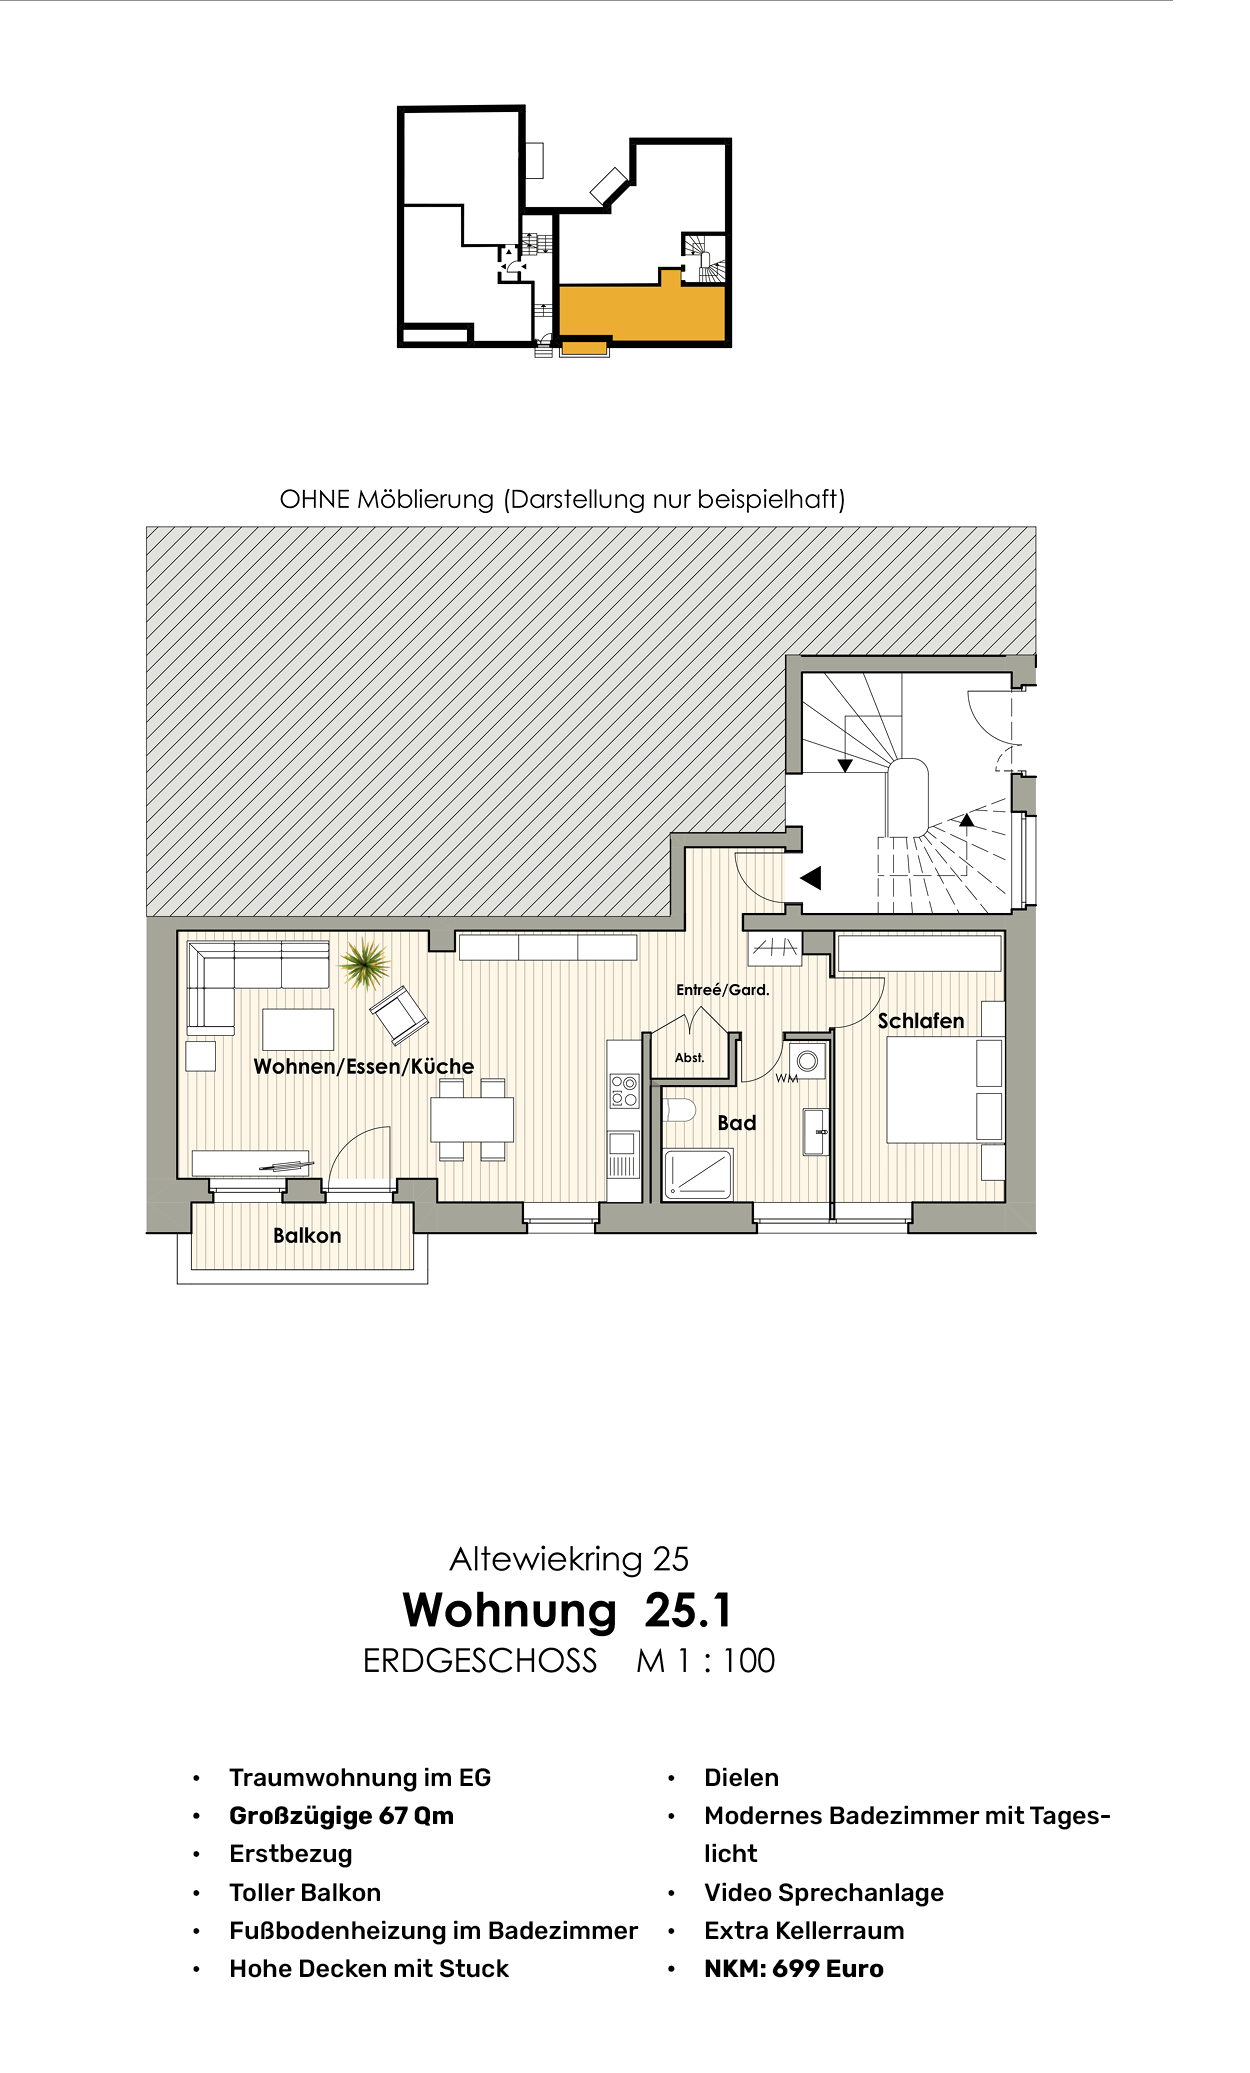 OHNE Möblierung (Darstellung nur beispielhaft)
Entreé/Gard.
Schlafen
Abst.
Wohnen/Essen/Küche
WM
Bad
Balkon
Altewiekring 25
Wohnung 25.1
ERDGESCHOSS M 1 : 100
• Traumwohnung im EG
• Großzügige 67 Qm
• Erstbezug
• Toller Balkon
• Fußbodenheizung im Badezimmer
• Hohe Decken mit Stuck
• Dielen
• Modernes Badezimmer mit Tages-
licht
• Video Sprechanlage
• Extra Kellerraum
• NKM: 699 Euro